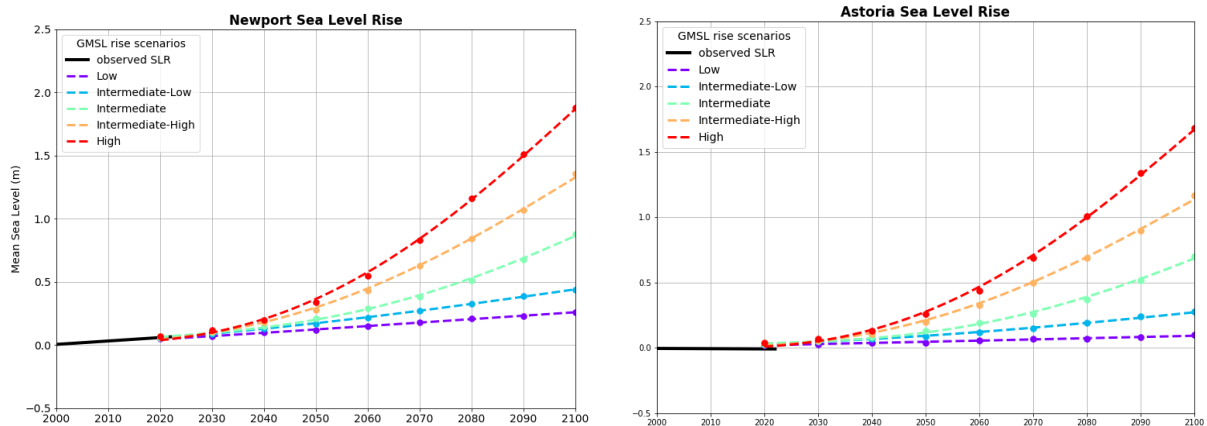 Newport Sea Level Rise
2.5
2.0
1.5
1.0
0.5
0.0
−0.5
Mean Sea Level (m)
GMSL rise scenarios
observed SLR
Low
Intermediate-Low
Intermediate
Intermediate-High
High
2000 2010 2020 2030 2040 2050 2060 2070 2080 2090 2100
Astoria Sea Level Rise
2.5
2.0
1.5
1.0
0.5
0.0
−0.5
GMSL rise scenarios
observed SLR
Low
Intermediate-Low
Intermediate
Intermediate-High
High
2000 2010 2020 2030 2040 2050 2060 2070 2080 2090 2100